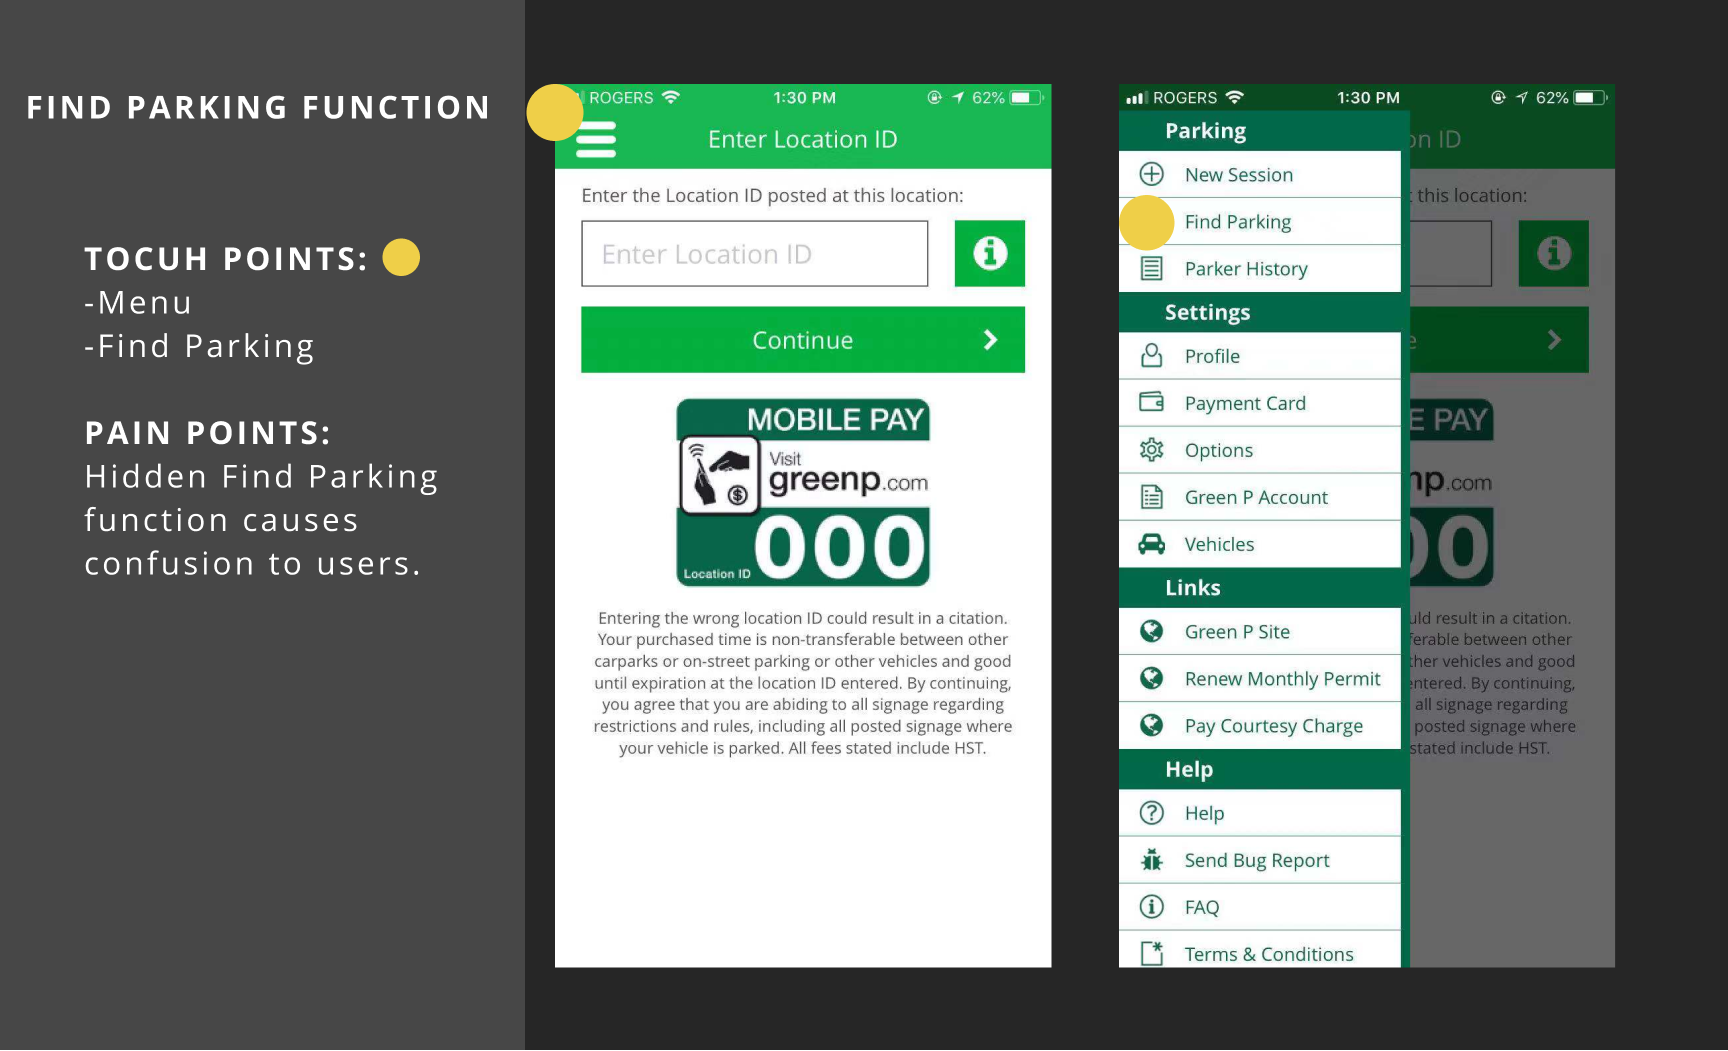 FIND PARKING FUNCTION
TOCUH POINTS:
-Menu
-Find Parking
PAIN POINTS:
Hidden Find Parking
function causes
confusion to users.
ROGERS 1:30 PM 62%
Enter Location ID
Enter the Location ID posted at this location:
Enter Location ID
Continue
MOBILE PAY
Visit
greenp.com
$
000
Location ID
Entering the wrong location ID could result in a citation.
Your purchased time is non-transferable between other
carparks or on-street parking or other vehicles and good
until expiration at the location ID entered. By continuing,
you agree that you are abiding to all signage regarding
restrictions and rules, including all posted signage where
your vehicle is parked. All fees stated include HST.
ROGERS 1:30 PM 62%
Parking
New Session
Find Parking
Parker History
Settings
Profile
Payment Card
Options
Green P Account
Vehicles
Links
Green P Site
Renew Monthly Permit
Pay Courtesy Charge
Help
Help
Send Bug Report
FAQ
Terms & Conditions
on ID
this location:
e
E PAY
np.com
00
uld result in a citation.
ferable between other
ther vehicles and good
entered. By continuing,
all signage regarding
posted signage where
stated include HST.